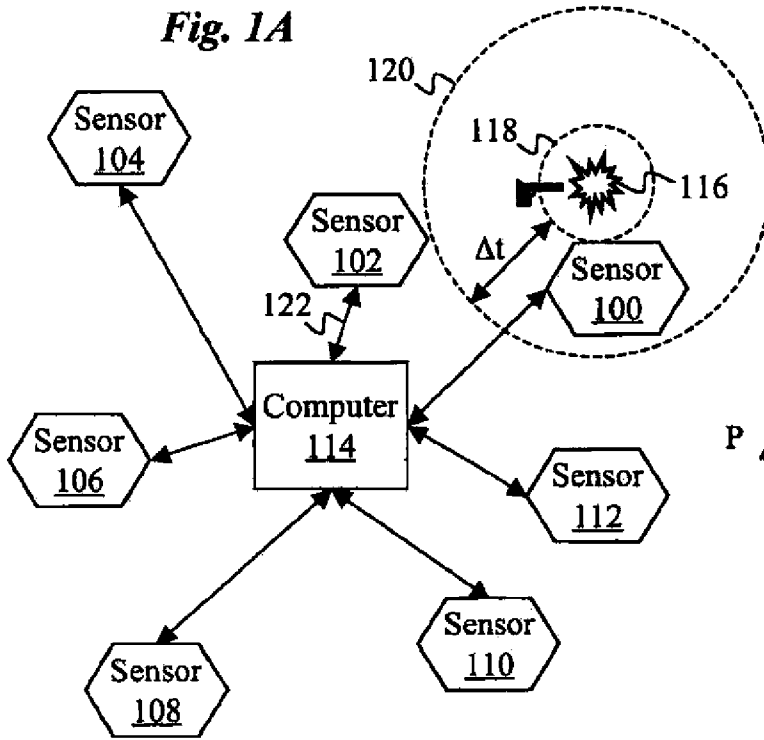 Fig. 1A
120
Sensor
104
118
116
Sensor
102
Δt
Sensor
100
122
Computer
114
Sensor
106
P
Sensor
112
Sensor
110
Sensor
108